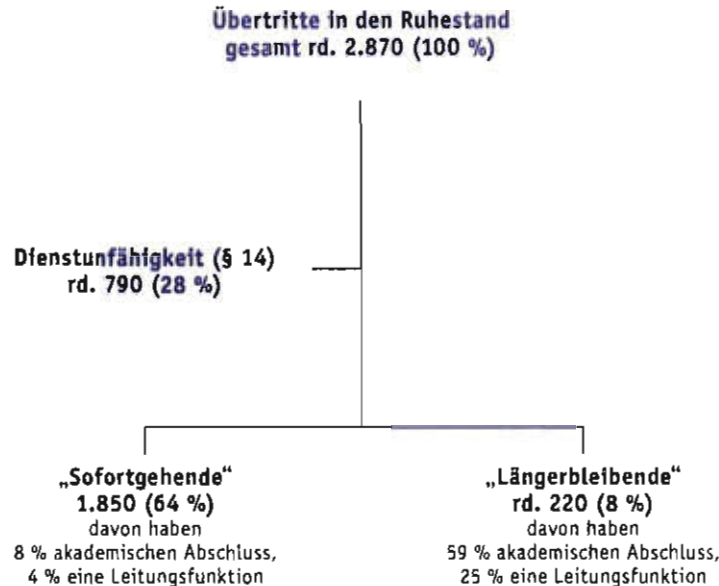 Übertritte in den Ruhestand
gesamt rd. 2.870 (100 %)
Dienstunfähigkeit (§ 14)
rd. 790 (28 %)
„Sofortgehende“
1.850 (64 %)
davon haben
8 % akademischen Abschluss,
4 % eine Leitungsfunktion
„Längerbleibende“
rd. 220 (8 %)
davon haben
59 % akademischen Abschluss,
25 % eine Leitungsfunktion